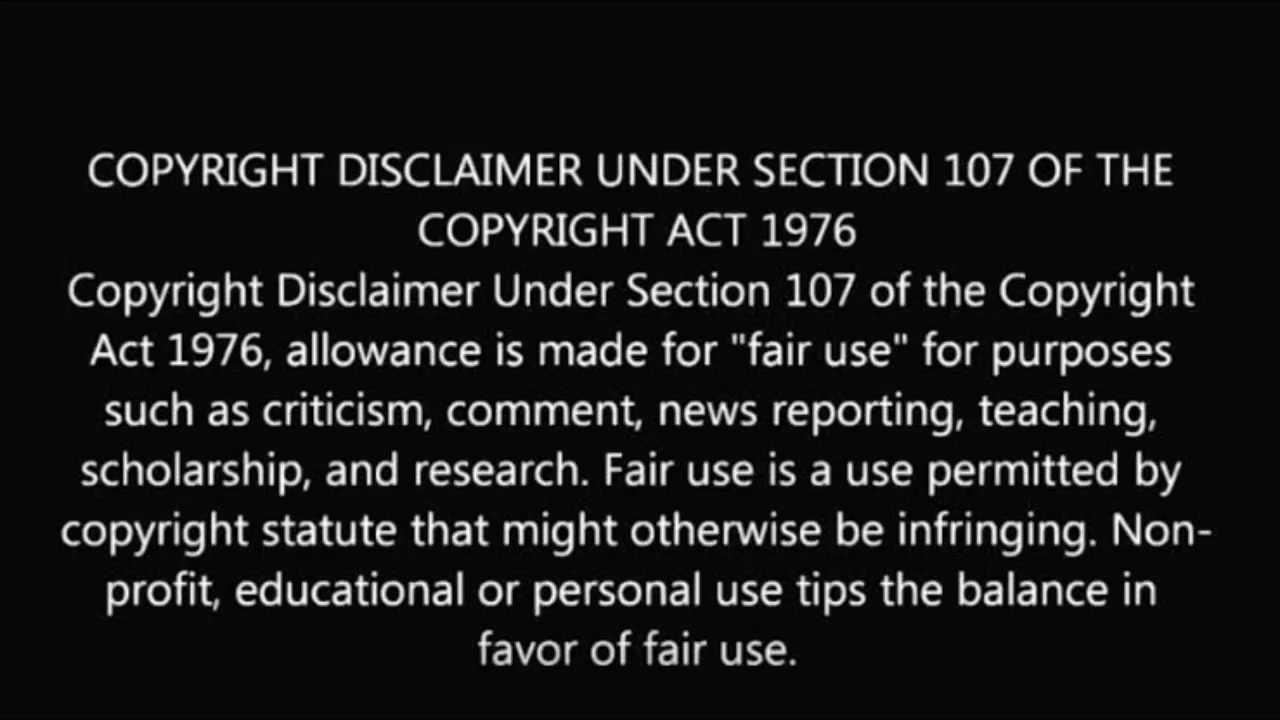 COPYRIGHT DISCLAIMER UNDER SECTION 107 OF THE
COPYRIGHT ACT 1976
Copyright Disclaimer Under Section 107 of the Copyright
Act 1976, allowance is made for "fair use" for purposes
such as criticism, comment, news reporting, teaching,
scholarship, and research. Fair use is a use permitted by
copyright statute that might otherwise be infringing. Non-
profit, educational or personal use tips the balance in
favor of fair use.